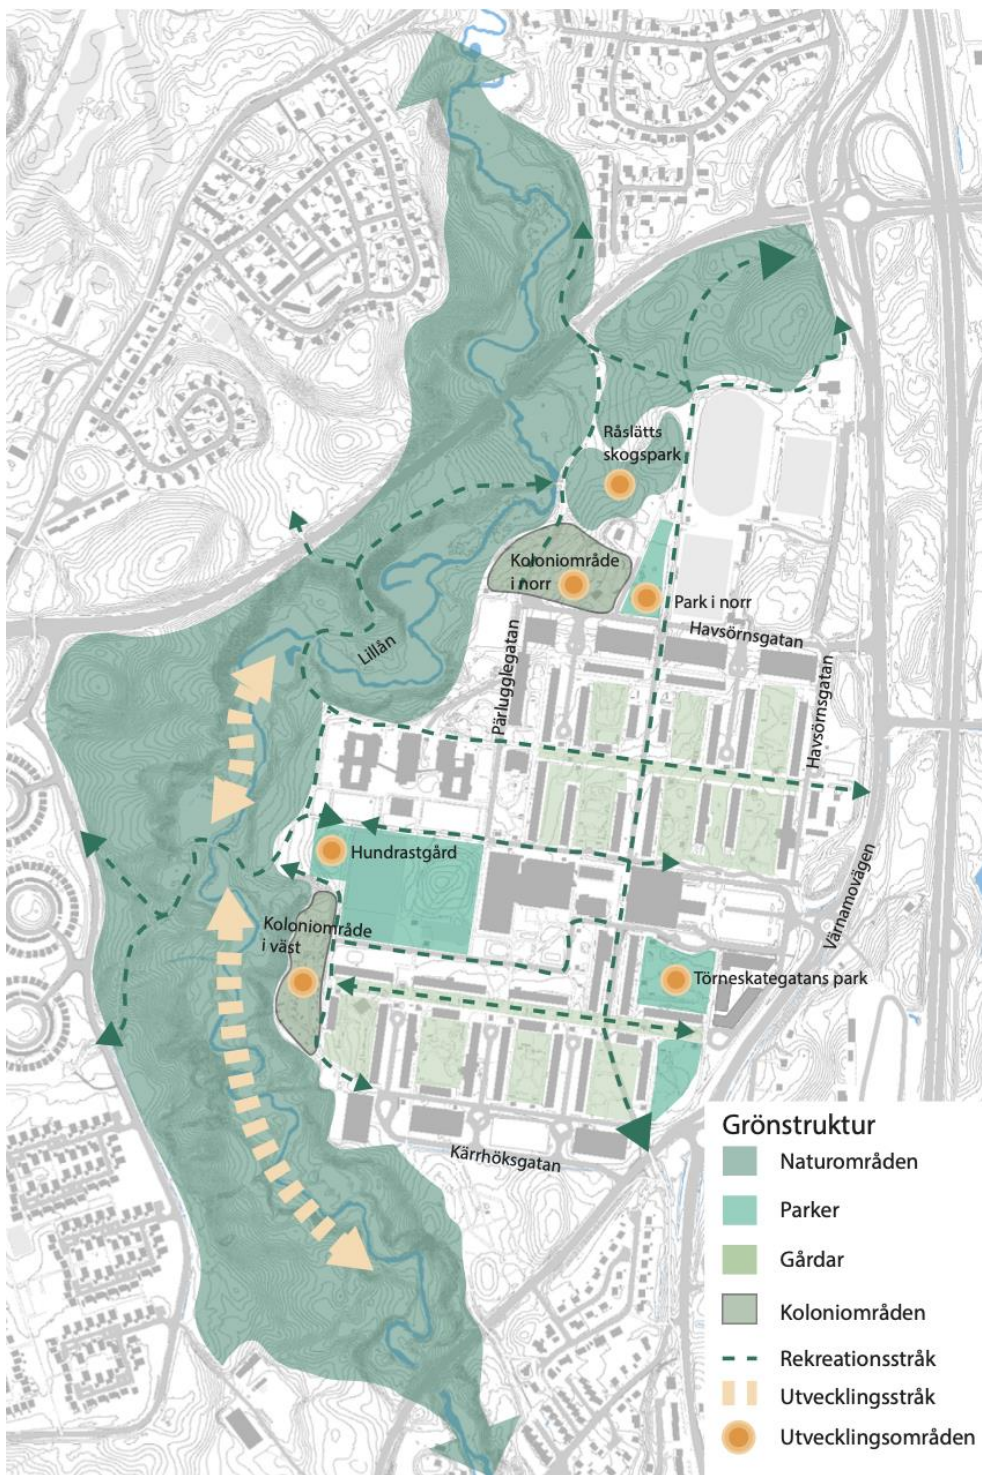 Råslätts
skogspark
Koloniområde
i norr
Park i norr
Havsörnsgatan
Lillån
Pärlugglegatan
Havsörnsgatan
Hundrastgård
Värnamovägen
Koloniområde
i väst
Törneskategatans park
Kärrhöksgatan
Grönstruktur
Naturområden
Parker
Gårdar
Koloniområden
Rekreationsstråk
Utvecklingsstråk
Utvecklingsområden